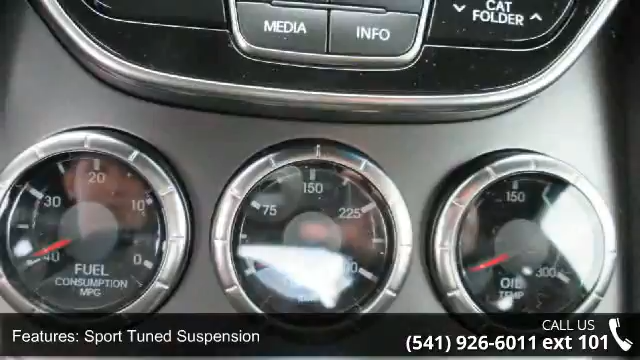 MEDIA
INFO
CAT
FOLDER
20
30
10
40
0
FUEL
CONSUMPTION
MPG
150
75
225
150
300
OIL
TEMP
Features: Sport Tuned Suspension
CALL US
(541) 926-6011 ext 101